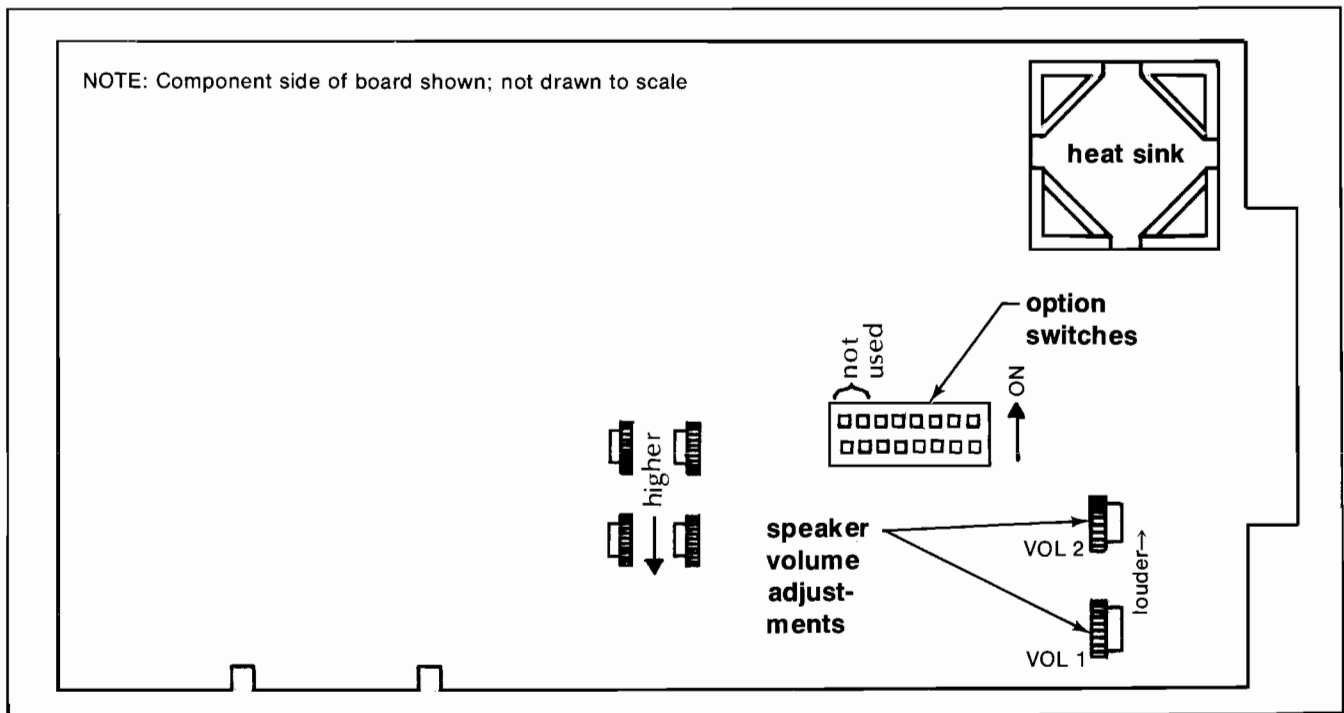 NOTE: Component side of board shown; not drawn to scale
heat sink
option
switches
not
used
ON
higher
speaker
volume
adjust-
ments
VOL 2
louder→
VOL 1